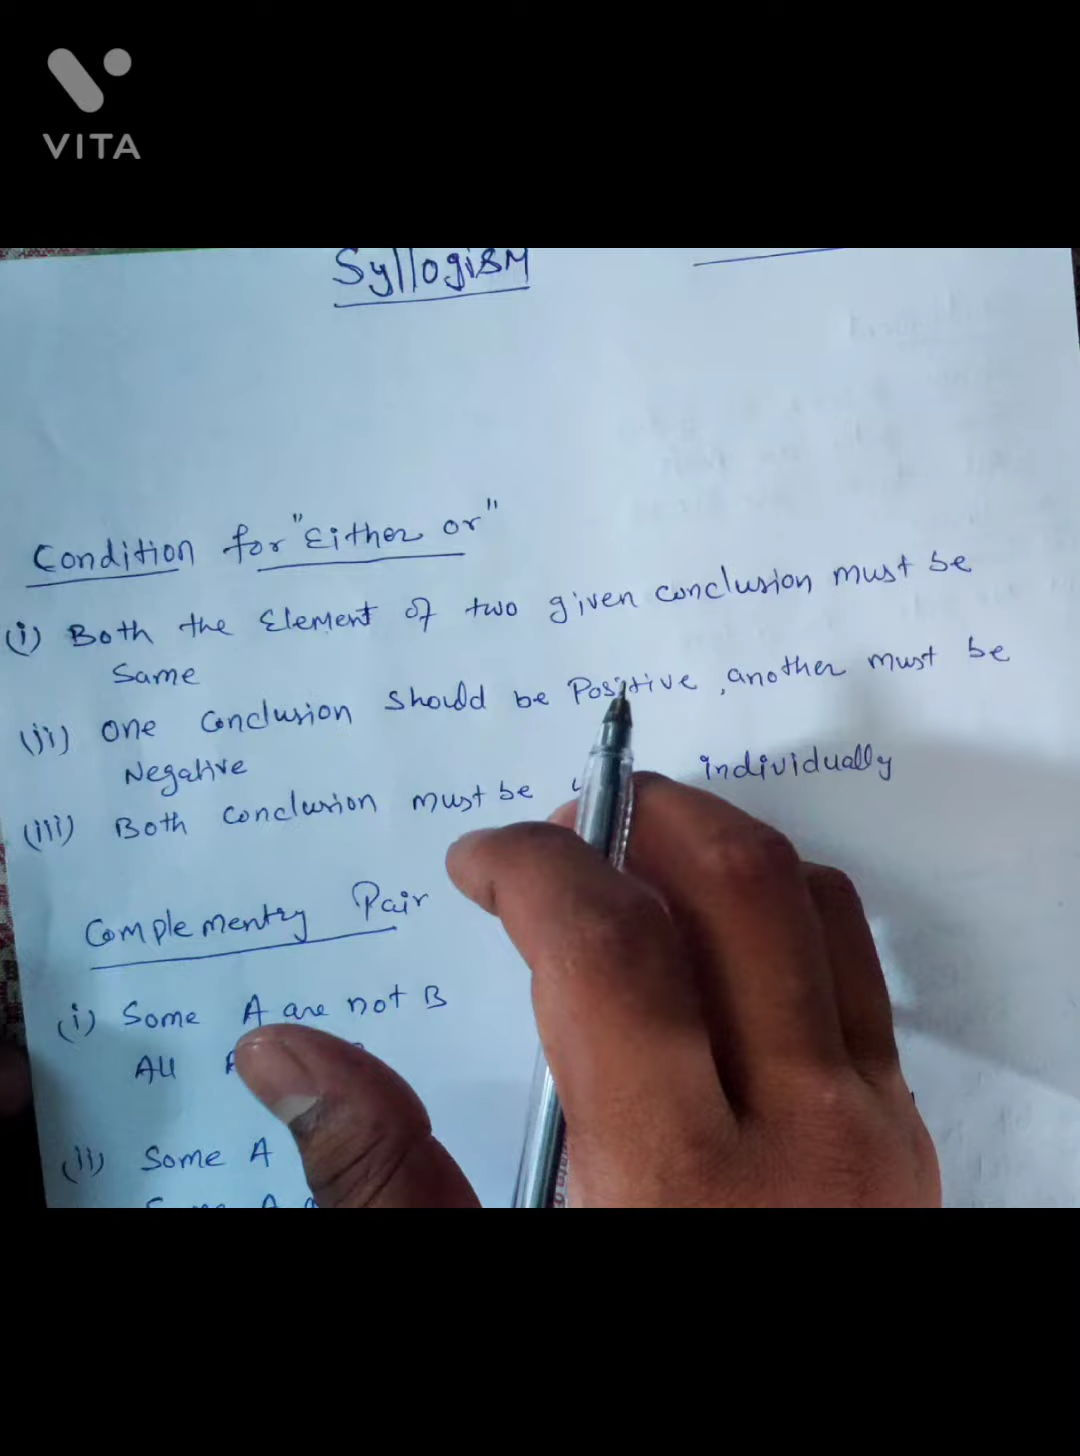 VITA
Syllogism
Condition for "Either or"
(i) Both the Element of two given conclusion must be
Same
(ii) One Conclusion should be Positive, another must be
Negative
(iii) Both Conclusion must be individually
Complementry Pair
(i) Some A are not B
All
(ii) Some A
Some A